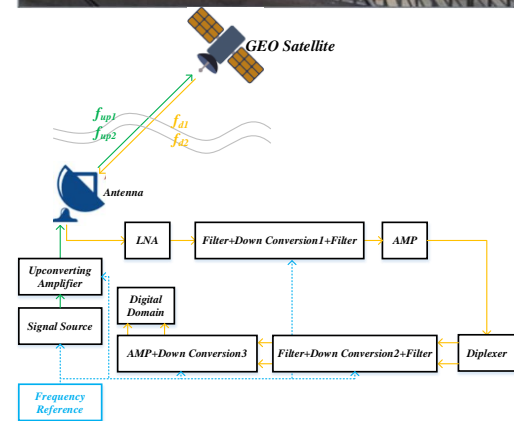 GEO Satellite
fup1
fup2
fd1
fd2
Antenna
LNA
Filter+Down Conversion1+Filter
AMP
Upconverting
Amplifier
Digital
Domain
Signal Source
AMP+Down Conversion3
Filter+Down Conversion2+Filter
Diplexer
Frequency
Reference